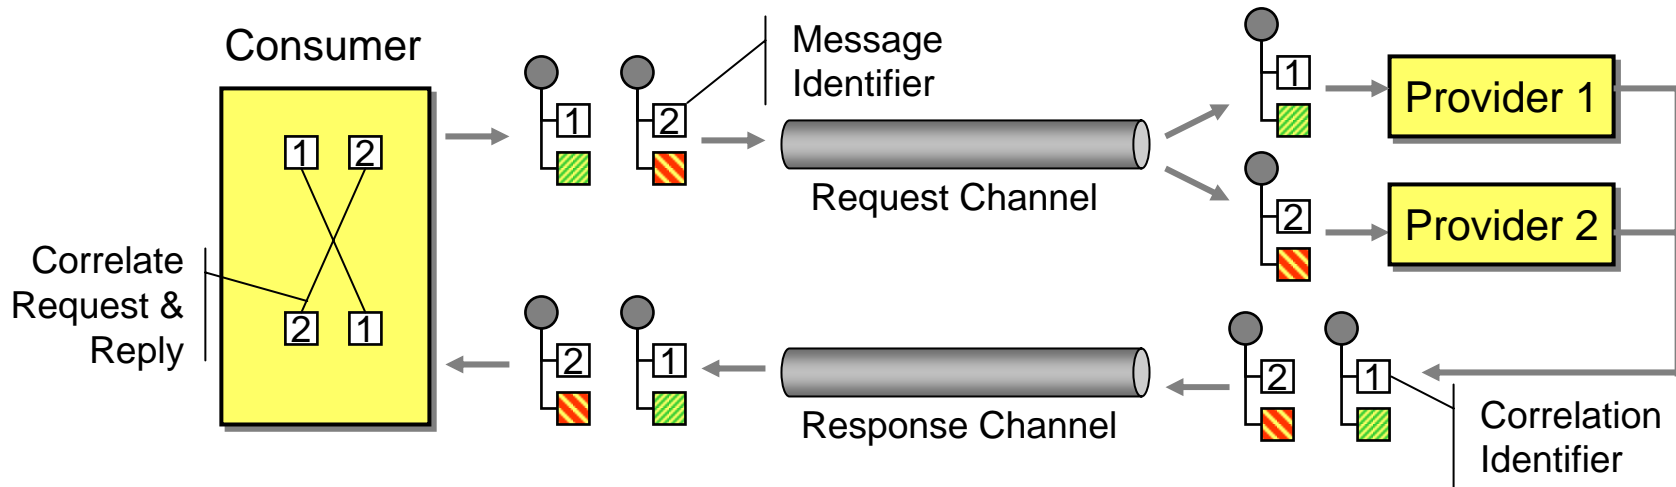 Consumer
Message
Identifier
1
2
1
Provider 1
1
2
Request Channel
2
Provider 2
Correlate
Request &
Reply
2
1
2
1
Response Channel
2
1
Correlation
Identifier